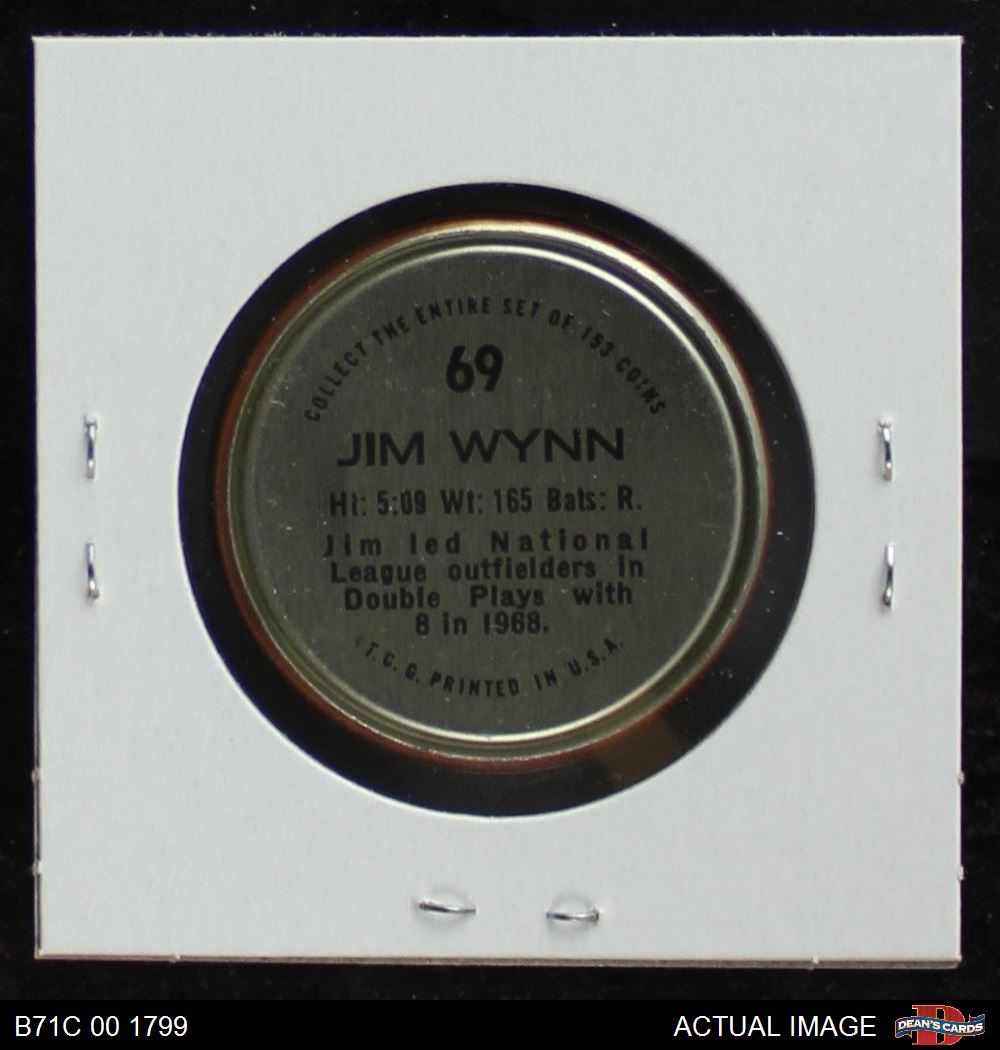 COLLECT THE ENTIRE SET OF 153 COINS
69
JIM WYNN
Ht: 5:09 Wt: 165 Bats: R.
Jim led National
League outfielders in
Double Plays with
8 in 1968.
T.C.G. PRINTED IN U.S.A.
B71C 00 1799
ACTUAL IMAGE
DEAN'S CARDS